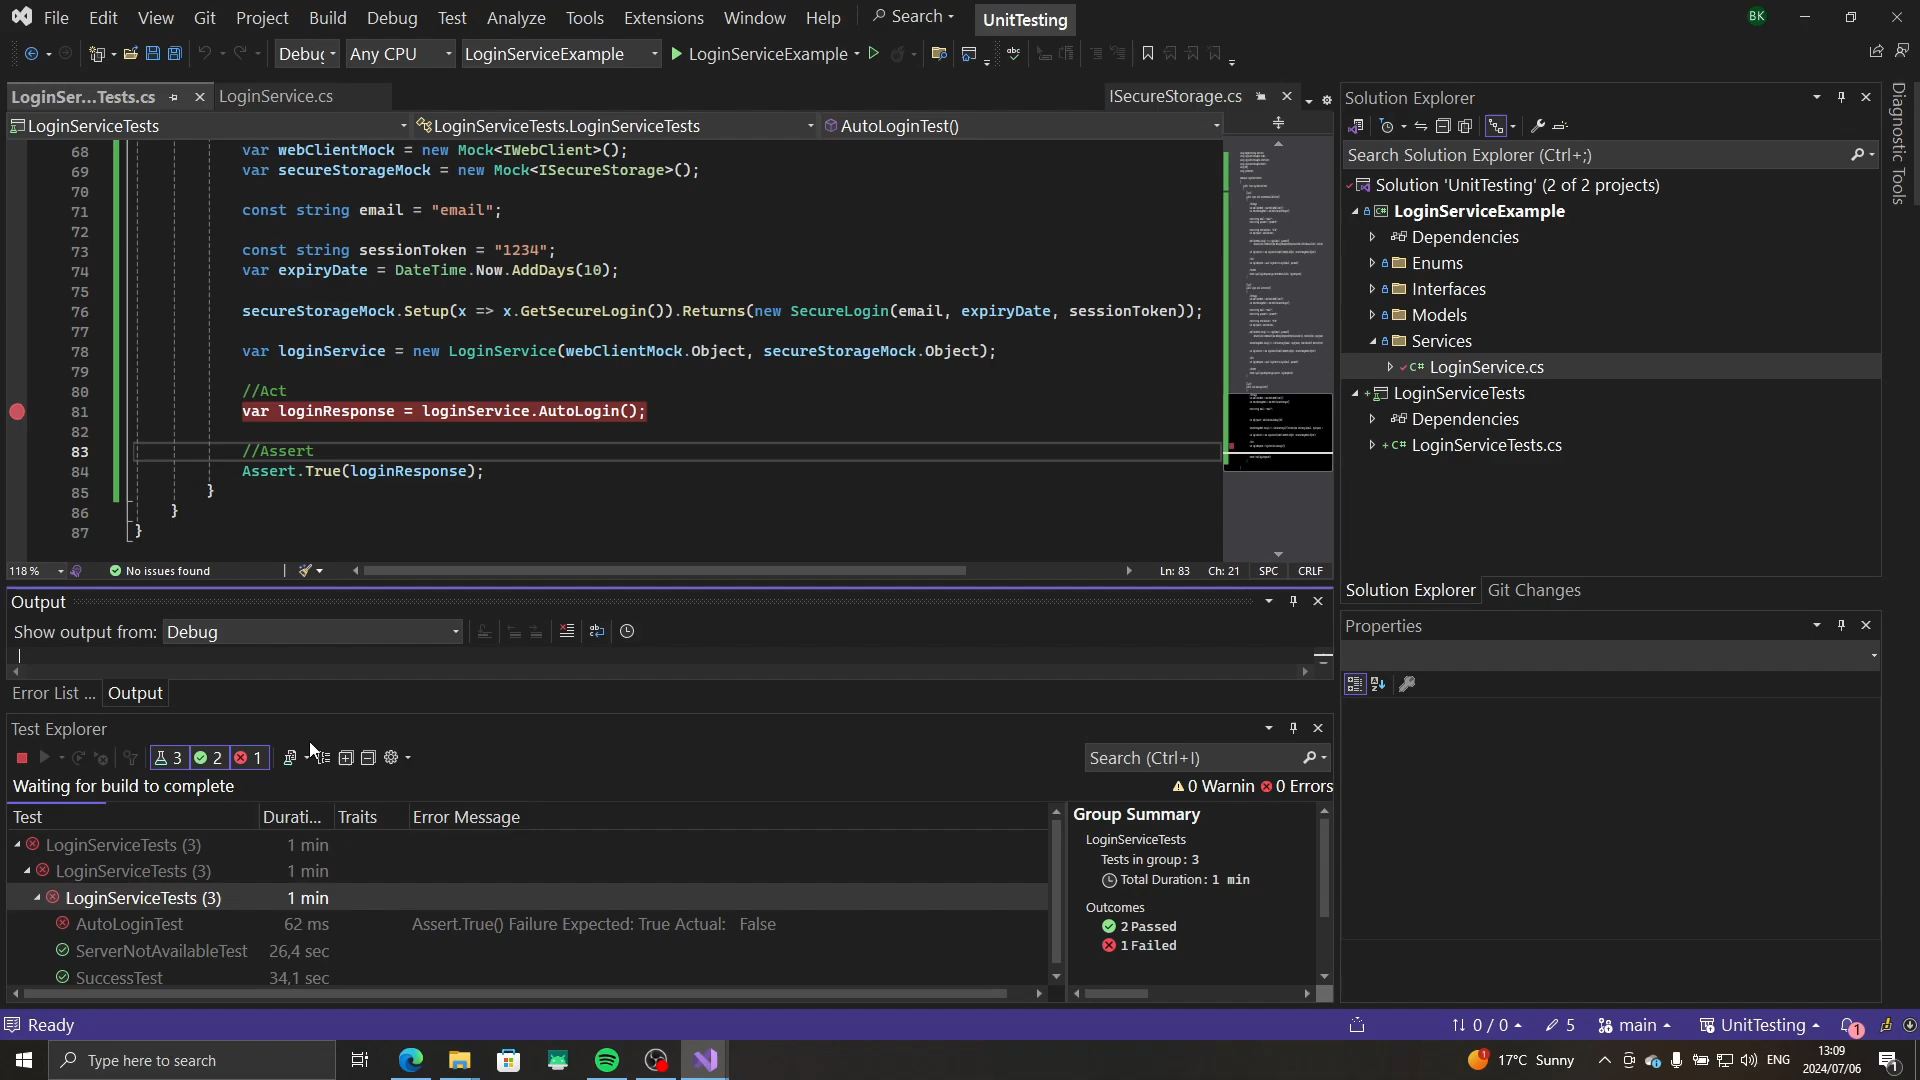 File Edit View Git Project Build Debug Test Analyze Tools Extensions Window Help Search UnitTesting BK
Debug Any CPU LoginServiceExample LoginServiceExample
LoginSer...Tests.cs LoginService.cs ISecureStorage.cs
LoginServiceTests LoginServiceTests.LoginServiceTests AutoLoginTest()
68 var webClientMock = new Mock<IWebClient>();
69 var secureStorageMock = new Mock<ISecureStorage>();
70
71 const string email = "email";
72
73 const string sessionToken = "1234";
74 var expiryDate = DateTime.Now.AddDays(10);
75
76 secureStorageMock.Setup(x => x.GetSecureLogin()).Returns(new SecureLogin(email, expiryDate, sessionToken));
77
78 var loginService = new LoginService(webClientMock.Object, secureStorageMock.Object);
79
80 //Act
81 var loginResponse = loginService.AutoLogin();
82
83 //Assert
84 Assert.True(loginResponse);
85 }
86 }
87 }
118 % No issues found Ln: 83 Ch: 21 SPC CRLF
Output
Show output from: Debug
Error List ... Output
Test Explorer
3 2 1 Search (Ctrl+I)
Waiting for build to complete 0 Warnin 0 Errors
Test Durati... Traits Error Message
LoginServiceTests (3) 1 min
LoginServiceTests (3) 1 min
LoginServiceTests (3) 1 min
AutoLoginTest 62 ms Assert.True() Failure Expected: True Actual: False
ServerNotAvailableTest 26,4 sec
SuccessTest 34,1 sec
Group Summary
LoginServiceTests
Tests in group: 3
Total Duration: 1 min
Outcomes
2 Passed
1 Failed
Solution Explorer
Search Solution Explorer (Ctrl+;)
Solution 'UnitTesting' (2 of 2 projects)
LoginServiceExample
Dependencies
Enums
Interfaces
Models
Services
LoginService.cs
LoginServiceTests
Dependencies
LoginServiceTests.cs
Solution Explorer Git Changes
Properties
Diagnostic Tools
Ready 0 / 0 5 main UnitTesting 1
Type here to search 17°C Sunny ENG 13:09
2024/07/06